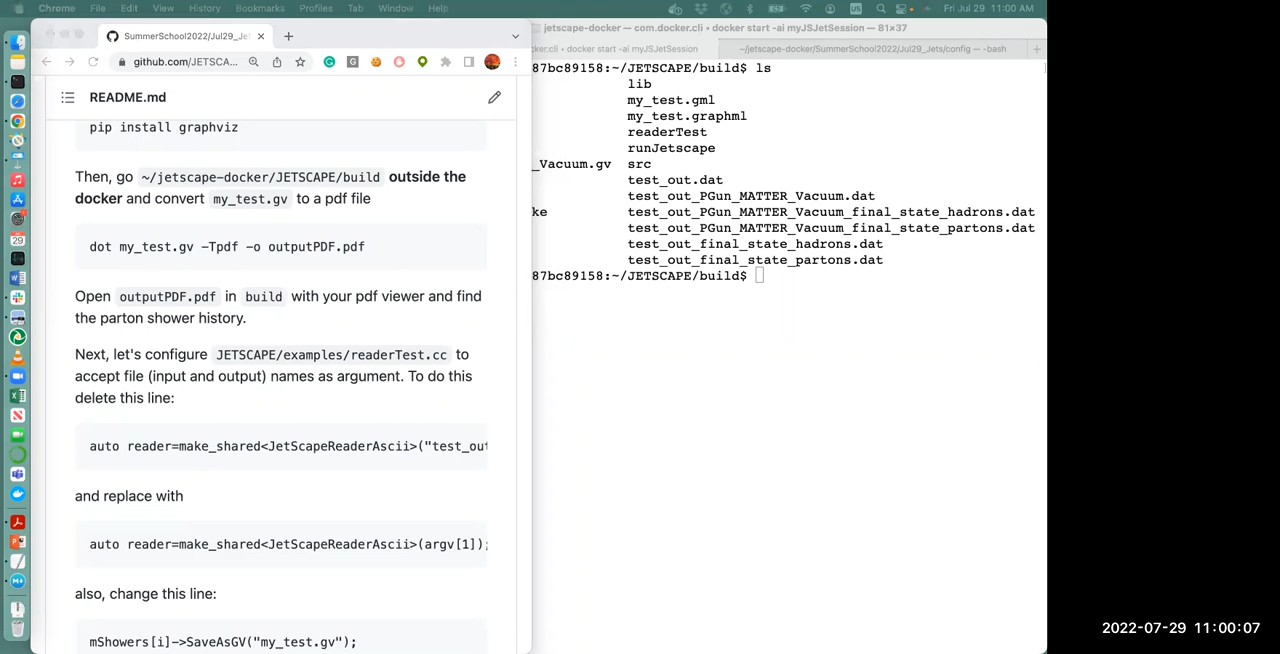 Chrome File Edit View History Bookmarks Profiles Tab Window Help Fri Jul 29 11:00 AM
SummerSchool2022/Jul29_Je
github.com/JETSCA...
README.md
pip install graphviz
Then, go ~/jetscape-docker/JETSCAPE/build outside the
docker and convert my_test.gv to a pdf file
dot my_test.gv -Tpdf -o outputPDF.pdf
Open outputPDF.pdf in build with your pdf viewer and find
the parton shower history.
Next, let's configure JETSCAPE/examples/readerTest.cc to
accept file (input and output) names as argument. To do this
delete this line:
auto reader=make_shared<JetScapeReaderAscii>("test_out
and replace with
auto reader=make_shared<JetScapeReaderAscii>(argv[1]);
also, change this line:
mShowers[i]->SaveAsGV("my_test.gv");
jetscape-docker — com.docker.cli • docker start -ai myJSJetSession — 81×37
ker.cli • docker start -ai myJSJetSession
~/jetscape-docker/SummerSchool2022/Jul29_Jets/config — -bash
87bc89158:~/JETSCAPE/build$ ls
lib
my_test.gml
my_test.graphml
readerTest
runJetscape
_Vacuum.gv src
test_out.dat
test_out_PGun_MATTER_Vacuum.dat
ke test_out_PGun_MATTER_Vacuum_final_state_hadrons.dat
test_out_PGun_MATTER_Vacuum_final_state_partons.dat
test_out_final_state_hadrons.dat
test_out_final_state_partons.dat
87bc89158:~/JETSCAPE/build$
2022-07-29 11:00:07